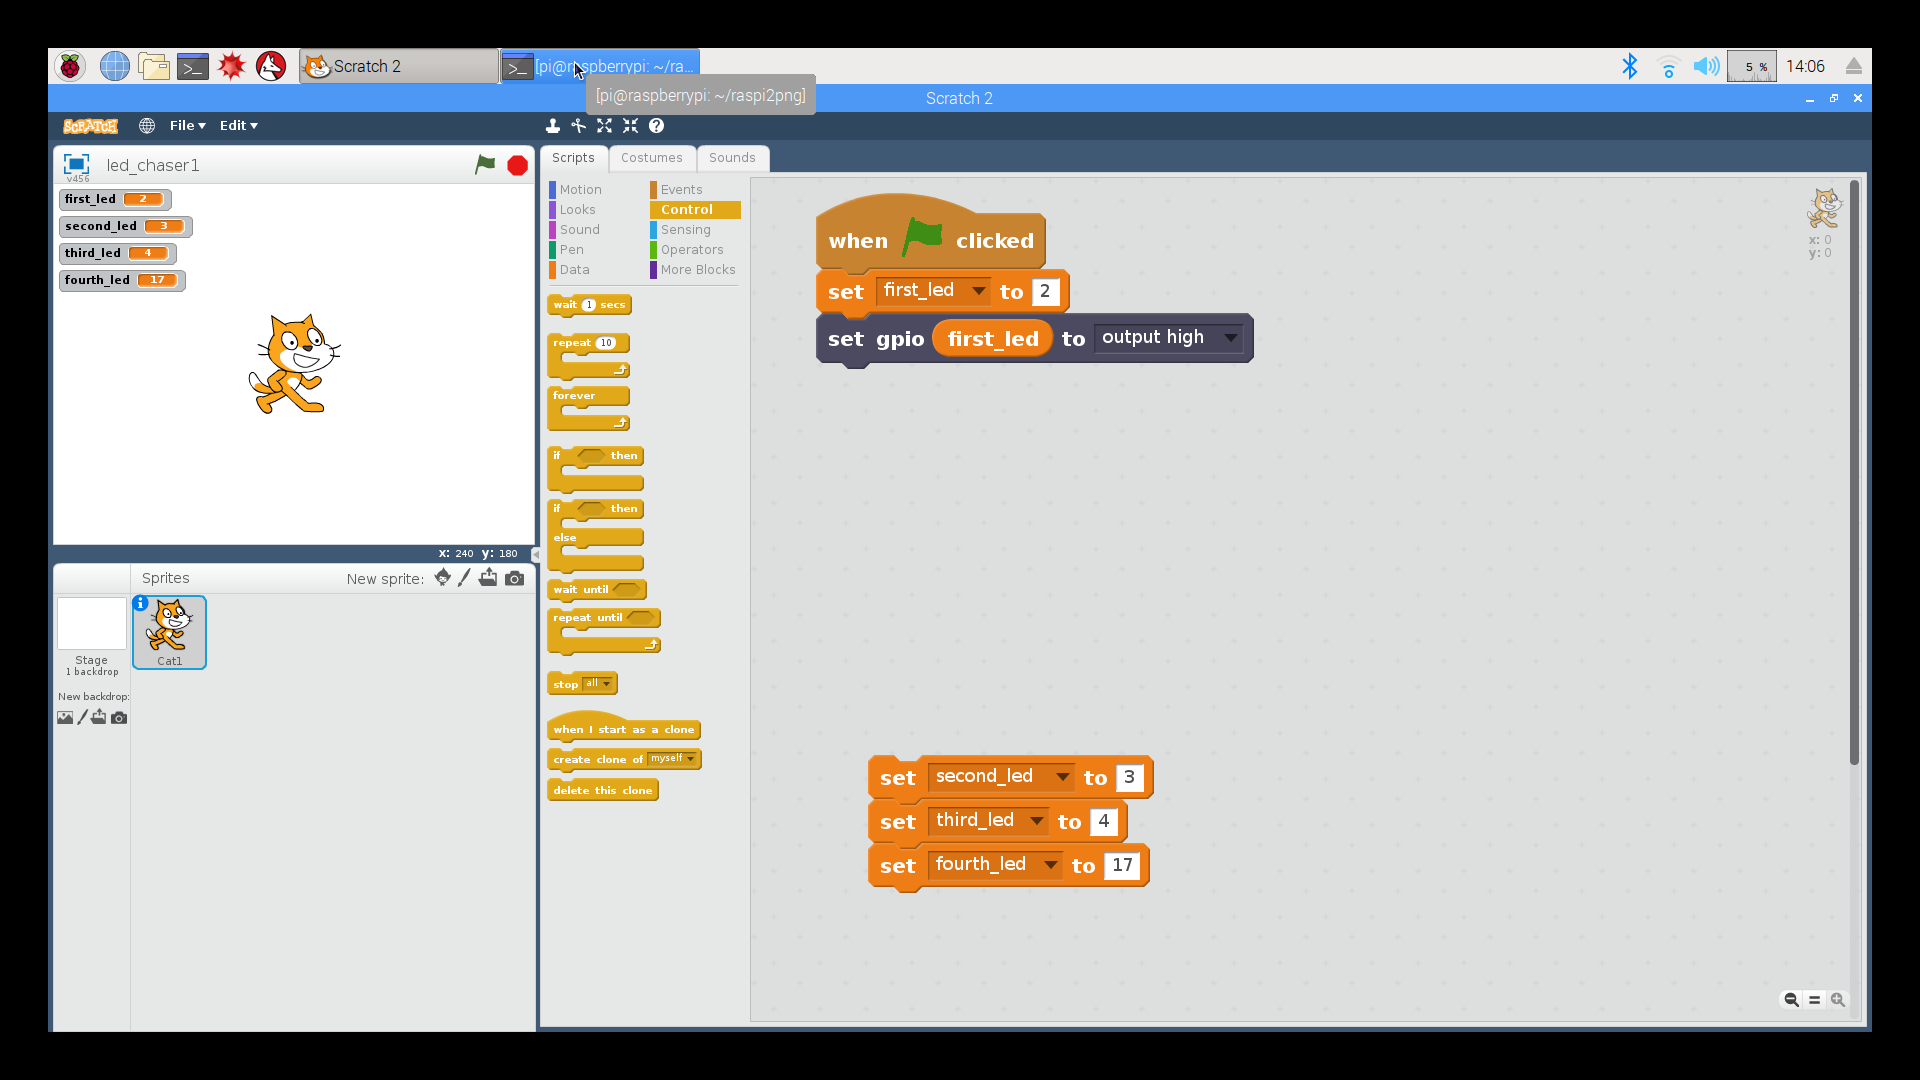 Scratch 2
[pi@raspberrypi: ~/ra...
5 %
14:06
[pi@raspberrypi: ~/raspi2png]
Scratch 2
SCRATCH
File
Edit
?
led_chaser1
v456
first_led 2
second_led 3
third_led 4
fourth_led 17
x: 240 y: 180
Sprites
New sprite:
Stage
1 backdrop
New backdrop:
Cat1
Scripts
Costumes
Sounds
Motion
Looks
Sound
Pen
Data
Events
Control
Sensing
Operators
More Blocks
wait 1 secs
repeat 10
forever
if then
if then
else
wait until
repeat until
stop all
when I start as a clone
create clone of myself
delete this clone
when clicked
set first_led to 2
set gpio first_led to output high
set second_led to 3
set third_led to 4
set fourth_led to 17
x: 0
y: 0